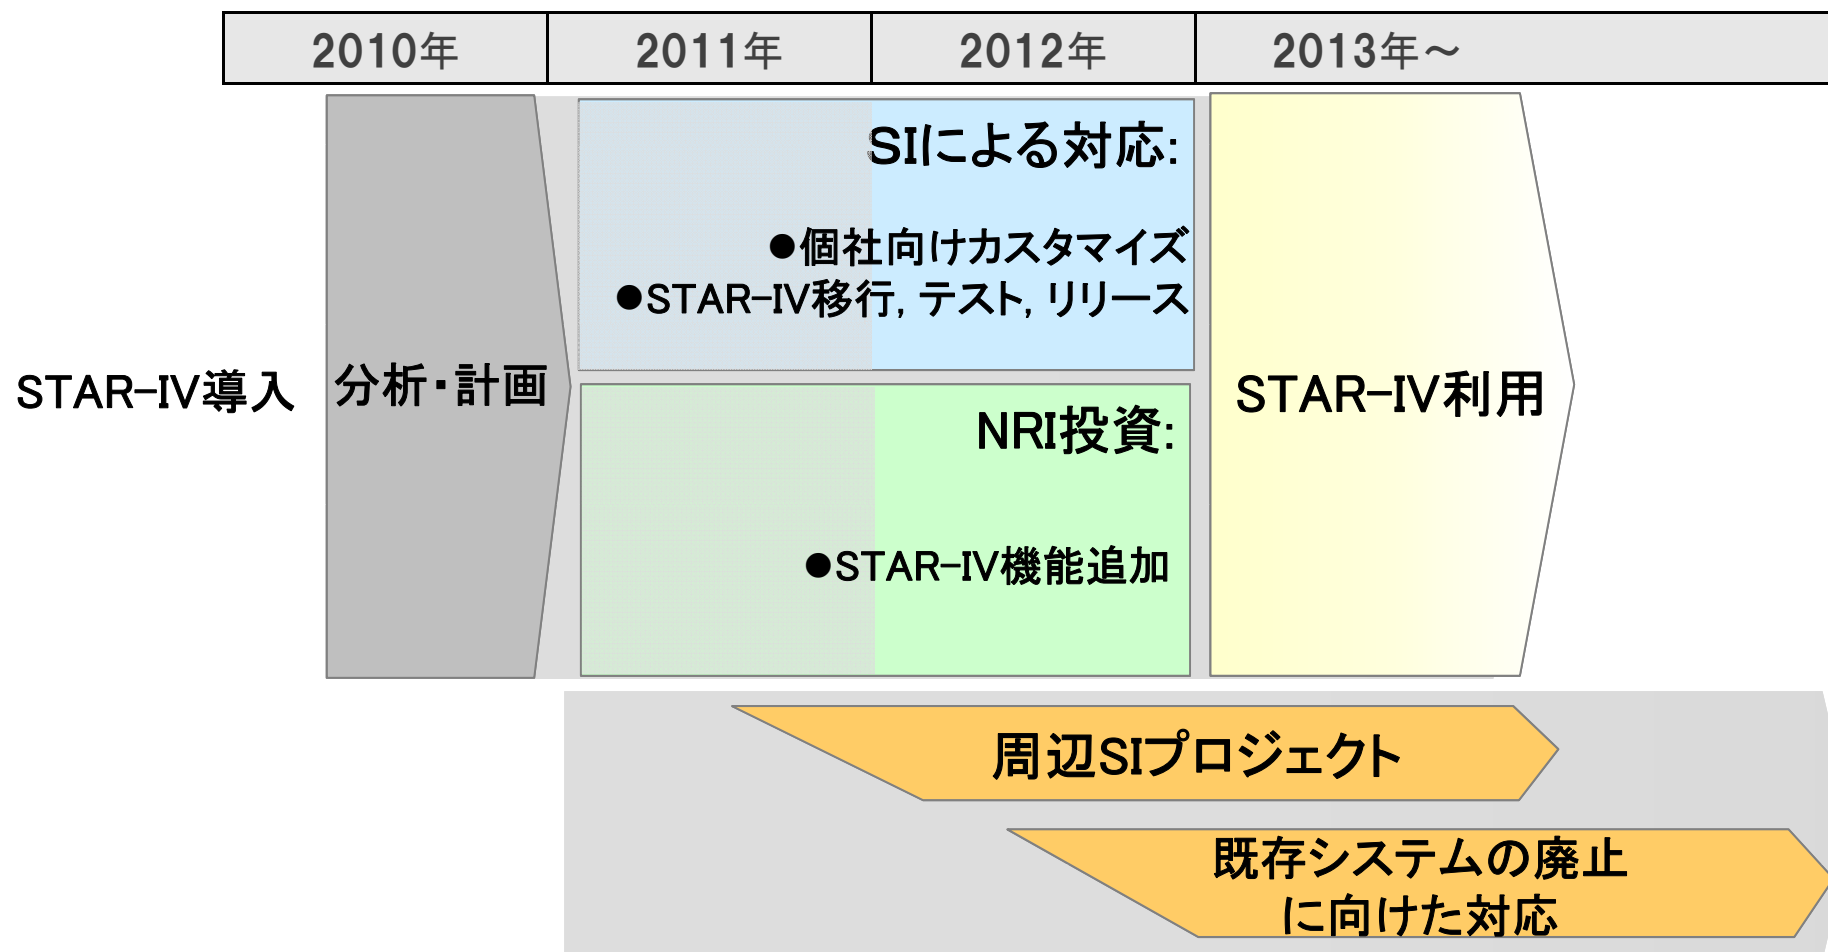 2010年
2011年
2012年
2013年～
STAR-IV導入
分析・計画
SIによる対応:
●個社向けカスタマイズ
●STAR-IV移行, テスト, リリース
NRI投資:
●STAR-IV機能追加
STAR-IV利用
周辺SIプロジェクト
既存システムの廃止
に向けた対応